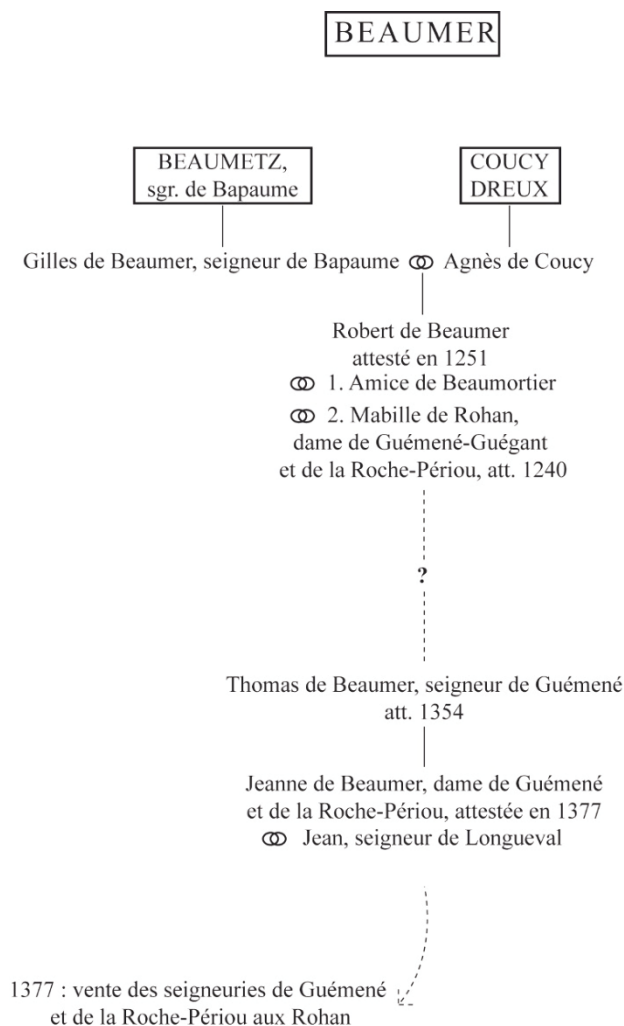 BEAUMER
BEAUMETZ,
sgr. de Bapaume
COUCY
DREUX
Gilles de Beaumer, seigneur de Bapaume ⚭ Agnès de Coucy
Robert de Beaumer
attesté en 1251
⚭ 1. Amice de Beaumortier
⚭ 2. Mabille de Rohan,
dame de Guémené-Guégant
et de la Roche-Périou, att. 1240
?
Thomas de Beaumer, seigneur de Guémené
att. 1354
Jeanne de Beaumer, dame de Guémené
et de la Roche-Périou, attestée en 1377
⚭ Jean, seigneur de Longueval
1377 : vente des seigneuries de Guémené
et de la Roche-Périou aux Rohan